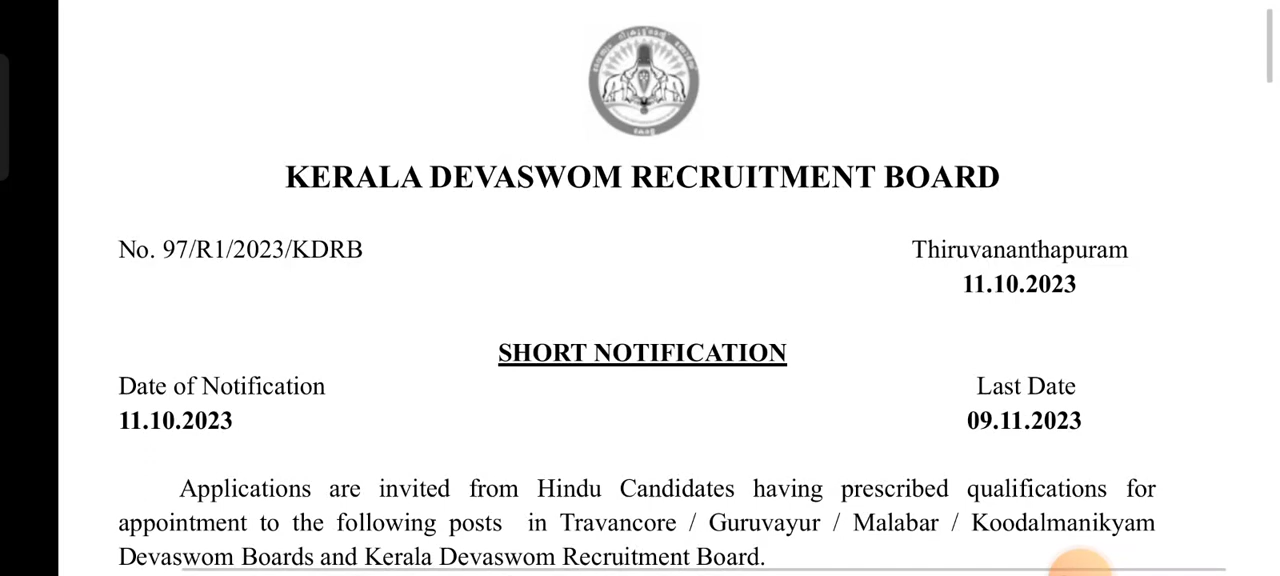 KERALA DEVASWOM RECRUITMENT BOARD
No. 97/R1/2023/KDRB
Thiruvananthapuram
11.10.2023
SHORT NOTIFICATION
Date of Notification
Last Date
11.10.2023
09.11.2023
Applications are invited from Hindu Candidates having prescribed qualifications for
appointment to the following posts in Travancore / Guruvayur / Malabar / Koodalmanikyam
Devaswom Boards and Kerala Devaswom Recruitment Board.